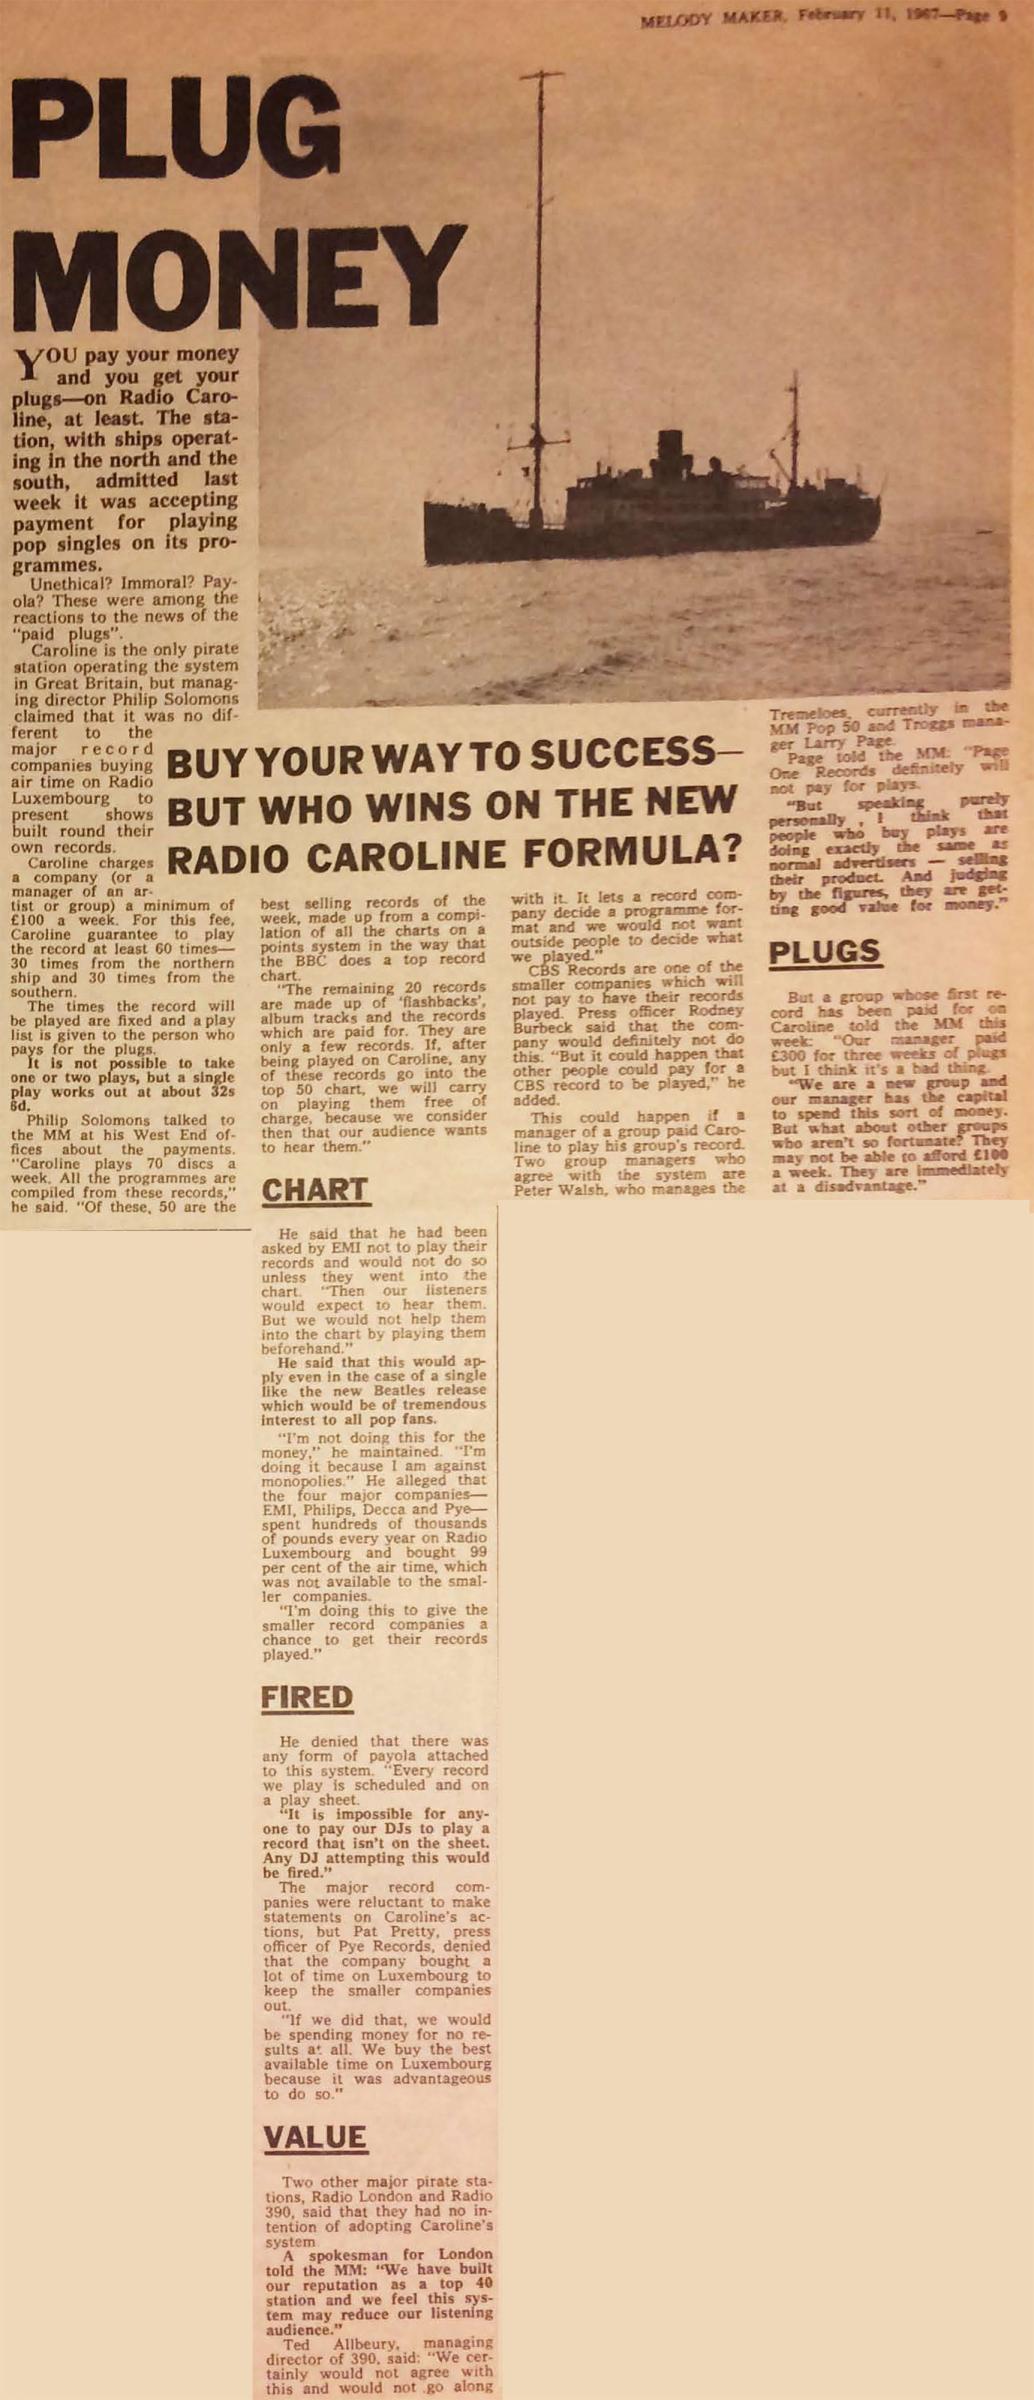 MELODY MAKER, February 11, 1967—Page 9
PLUG
MONEY
YOU pay your money
and you get your
plugs—on Radio Caro-
line, at least. The sta-
tion, with ships operat-
ing in the north and the
south, admitted last
week it was accepting
payment for playing
pop singles on its pro-
grammes.
Unethical? Immoral? Pay-
ola? These were among the
reactions to the news of the
"paid plugs".
Caroline is the only pirate
station operating the system
in Great Britain, but manag-
ing director Philip Solomons
claimed that it was no dif-
ferent to the
major record
companies buying
air time on Radio
Luxembourg to
present shows
built round their
own records.
Caroline charges
a company (or a
manager of an ar-
tist or group) a minimum of
£100 a week. For this fee,
Caroline guarantee to play
the record at least 60 times—
30 times from the northern
ship and 30 times from the
southern.
The times the record will
be played are fixed and a play
list is given to the person who
pays for the plugs.
It is not possible to take
one or two plays, but a single
play works out at about 32s
6d.
Philip Solomons talked to
the MM at his West End of-
fices about the payments.
"Caroline plays 70 discs a
week. All the programmes are
compiled from these records,"
he said. "Of these, 50 are the
BUY YOUR WAY TO SUCCESS—
BUT WHO WINS ON THE NEW
RADIO CAROLINE FORMULA?
best selling records of the
week, made up from a compi-
lation of all the charts on a
points system in the way that
the BBC does a top record
chart.
"The remaining 20 records
are made up of 'flashbacks',
album tracks and the records
which are paid for. They are
only a few records. If, after
being played on Caroline, any
of these records go into the
top 50 chart, we will carry
on playing them free of
charge, because we consider
then that our audience wants
to hear them."
CHART
He said that he had been
asked by EMI not to play their
records and would not do so
unless they went into the
chart. "Then our listeners
would expect to hear them.
But we would not help them
into the chart by playing them
beforehand."
He said that this would ap-
ply even in the case of a single
like the new Beatles release
which would be of tremendous
interest to all pop fans.
"I'm not doing this for the
money," he maintained. "I'm
doing it because I am against
monopolies." He alleged that
the four major companies—
EMI, Philips, Decca and Pye—
spent hundreds of thousands
of pounds every year on Radio
Luxembourg and bought 99
per cent of the air time, which
was not available to the smal-
ler companies.
"I'm doing this to give the
smaller record companies a
chance to get their records
played."
FIRED
He denied that there was
any form of payola attached
to this system. "Every record
we play is scheduled and on
a play sheet.
"It is impossible for any-
one to pay our DJs to play a
record that isn't on the sheet.
Any DJ attempting this would
be fired."
The major record com-
panies were reluctant to make
statements on Caroline's ac-
tions, but Pat Pretty, press
officer of Pye Records, denied
that the company bought a
lot of time on Luxembourg to
keep the smaller companies
out.
"If we did that, we would
be spending money for no re-
sults at all. We buy the best
available time on Luxembourg
because it was advantageous
to do so."
VALUE
Two other major pirate sta-
tions, Radio London and Radio
390, said that they had no in-
tention of adopting Caroline's
system
A spokesman for London
told the MM: "We have built
our reputation as a top 40
station and we feel this sys-
tem may reduce our listening
audience."
Ted Allbeury, managing
director of 390, said: "We cer-
tainly would not agree with
this and would not go along
with it. It lets a record com-
pany decide a programme for-
mat and we would not want
outside people to decide what
we played."
CBS Records are one of the
smaller companies which will
not pay to have their records
played. Press officer Rodney
Burbeck said that the com-
pany would definitely not do
this. "But it could happen that
other people could pay for a
CBS record to be played," he
added.
This could happen if a
manager of a group paid Caro-
line to play his group's record.
Two group managers who
agree with the system are
Peter Walsh, who manages the
Tremeloes, currently in the
MM Pop 50 and Troggs mana-
ger Larry Page.
Page told the MM: "Page
One Records definitely will
not pay for plays.
"But speaking purely
personally , I think that
people who buy plays are
doing exactly the same as
normal advertisers — selling
their product. And judging
by the figures, they are get-
ting good value for money."
PLUGS
But a group whose first re-
cord has been paid for on
Caroline told the MM this
week: "Our manager paid
£300 for three weeks of plugs
but I think it's a bad thing.
"We are a new group and
our manager has the capital
to spend this sort of money.
But what about other groups
who aren't so fortunate? They
may not be able to afford £100
a week. They are immediately
at a disadvantage."